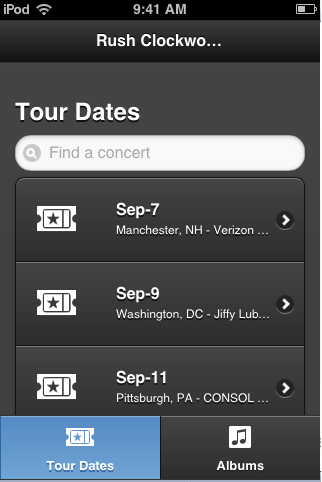 iPod 9:41 AM
Rush Clockwo...
Tour Dates
Find a concert
Sep-7
Manchester, NH - Verizon ...
Sep-9
Washington, DC - Jiffy Lub...
Sep-11
Pittsburgh, PA - CONSOL ...
Tour Dates
Albums